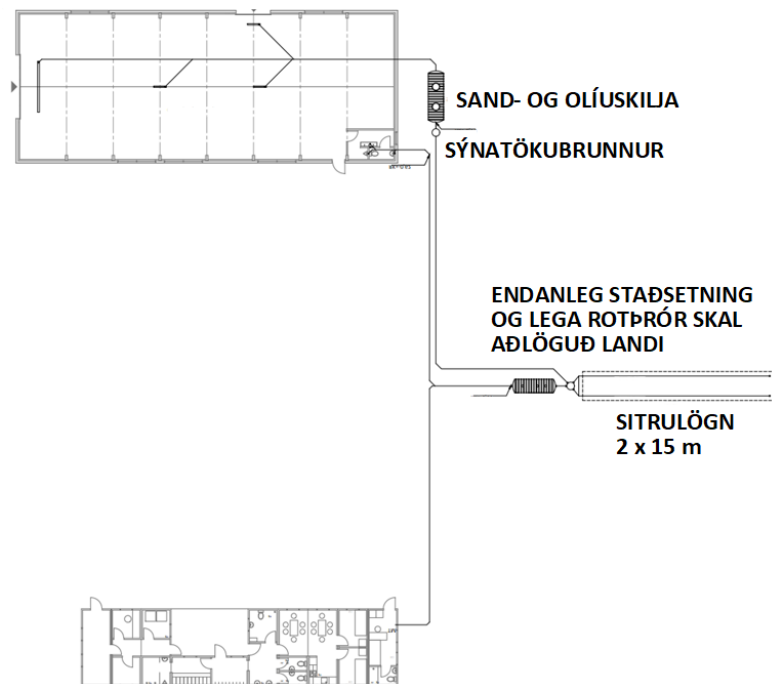 SAND- OG OLÍUSKILJA
SÝNATÖKUBRUNNUR
ENDANLEG STAÐSETNING
OG LEGA ROTÞRÓR SKAL
AÐLÖGUÐ LANDI
SITRULÖGN
2 x 15 m